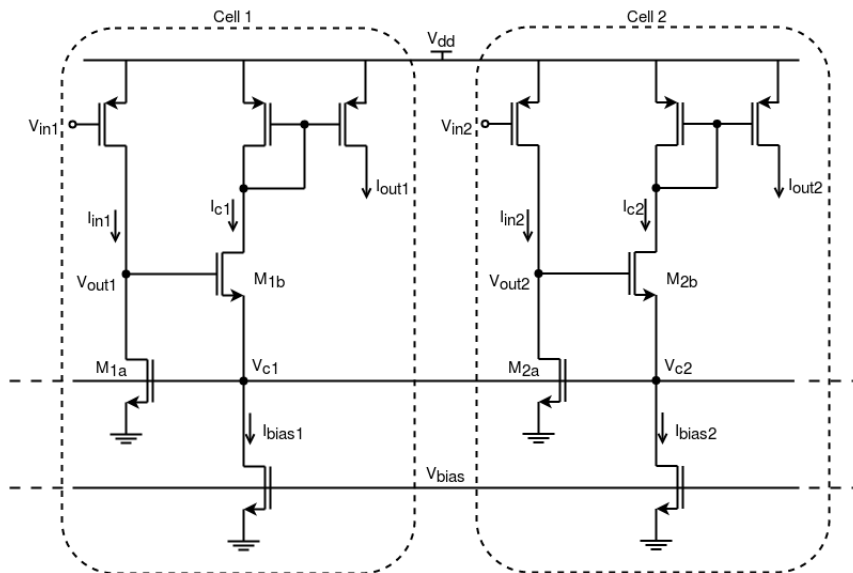 Cell 1
Cell 2
Vdd
Vin1
Vin2
Iout1
Iout2
Iin1
Ic1
Iin2
Ic2
Vout1
M1b
Vout2
M2b
M1a
Vc1
M2a
Vc2
Ibias1
Ibias2
Vbias